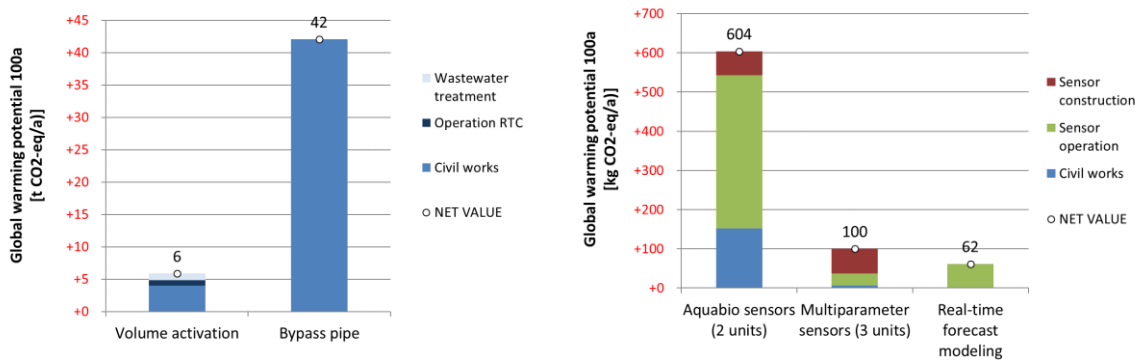 Global warming potential 100a
[t CO2-eq/a)]
+45
+40
+35
+30
+25
+20
+15
+10
+5
+0
6
42
Volume activation
Bypass pipe
Wastewater
treatment
Operation RTC
Civil works
NET VALUE
Global warming potential 100a
[kg CO2-eq/a)]
+700
+600
+500
+400
+300
+200
+100
+0
604
100
62
Aquabio sensors
(2 units)
Multiparameter
sensors (3 units)
Real-time
forecast
modeling
Sensor
construction
Sensor
operation
Civil works
NET VALUE